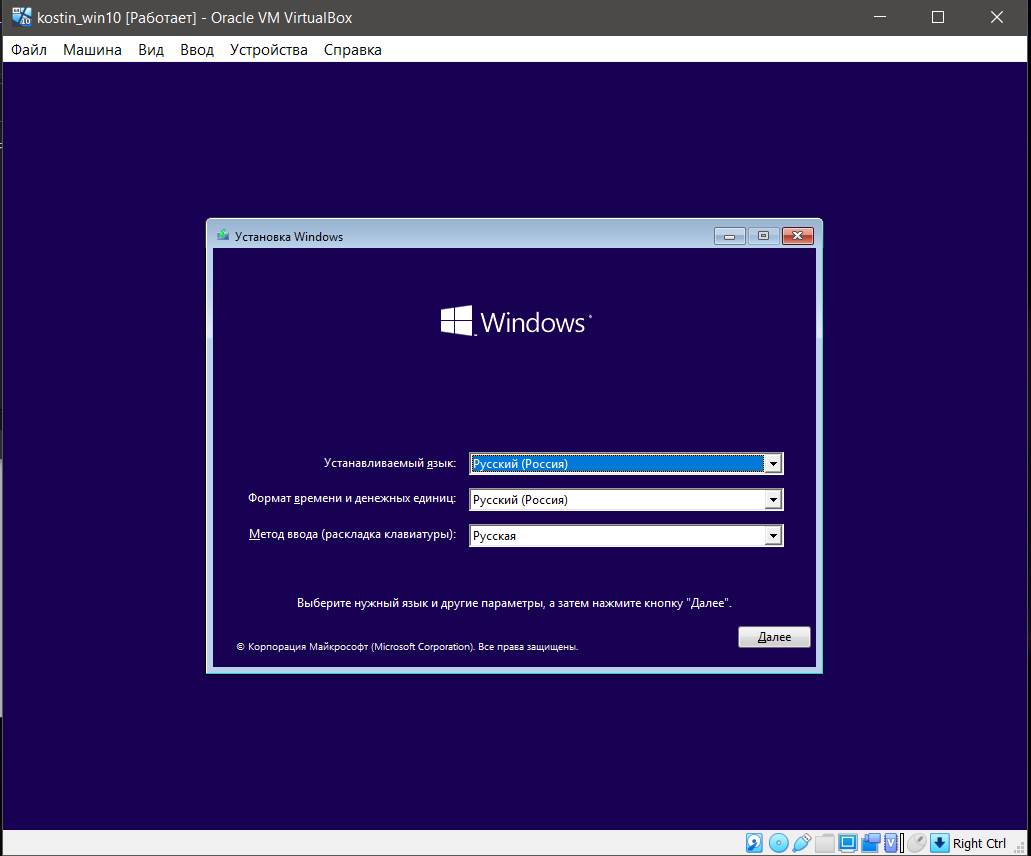 kostin_win10 [Работает] - Oracle VM VirtualBox
Файл Машина Вид Ввод Устройства Справка
Установка Windows
Windows
Устанавливаемый язык: Русский (Россия)
Формат времени и денежных единиц: Русский (Россия)
Метод ввода (раскладка клавиатуры): Русская
Выберите нужный язык и другие параметры, а затем нажмите кнопку "Далее".
Далее
© Корпорация Майкрософт (Microsoft Corporation). Все права защищены.
Right Ctrl